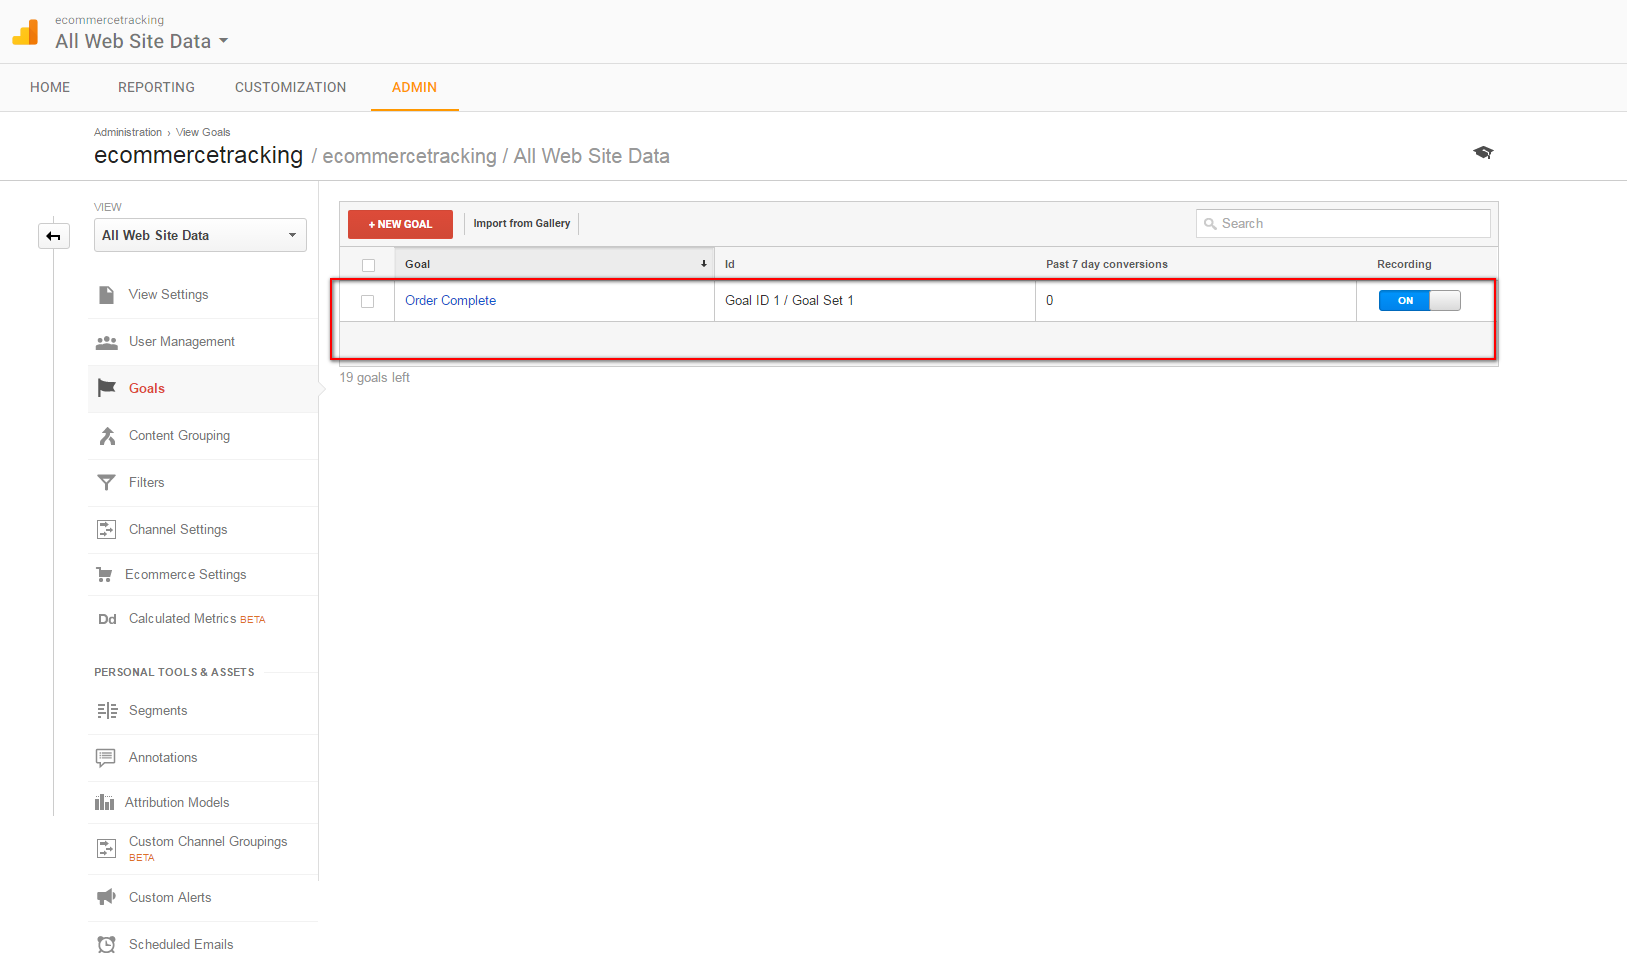 ecommercetracking
All Web Site Data
HOME REPORTING CUSTOMIZATION ADMIN
Administration › View Goals
ecommercetracking / ecommercetracking / All Web Site Data
VIEW
All Web Site Data
View Settings
User Management
Goals
Content Grouping
Filters
Channel Settings
Ecommerce Settings
Dd Calculated Metrics BETA
PERSONAL TOOLS & ASSETS
Segments
Annotations
Attribution Models
Custom Channel Groupings
BETA
Custom Alerts
Scheduled Emails
+ NEW GOAL Import from Gallery Search
Goal Id Past 7 day conversions Recording
Order Complete Goal ID 1 / Goal Set 1 0 ON
19 goals left